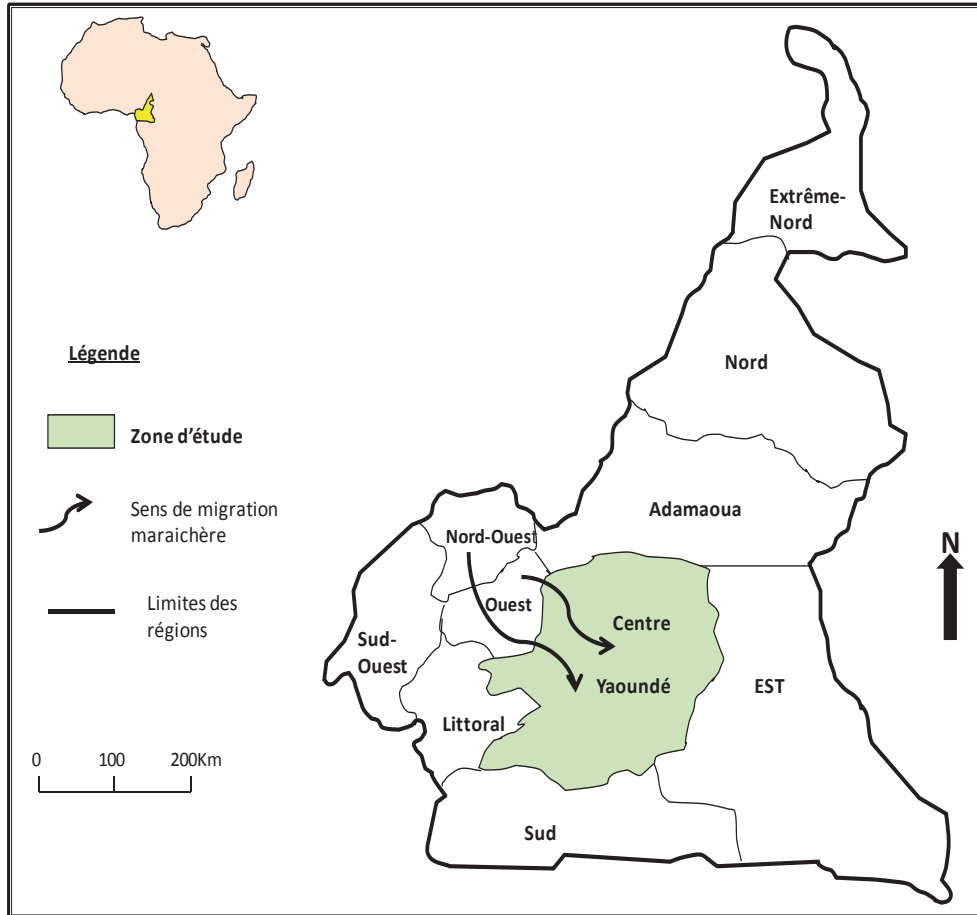 Extrême-
Nord
Légende
Nord
Zone d'étude
Sens de migration
maraichère
Adamaoua
Nord-Ouest
N
Limites des
régions
Ouest
Centre
Sud-
Ouest
Yaoundé
EST
Littoral
0 100 200Km
Sud